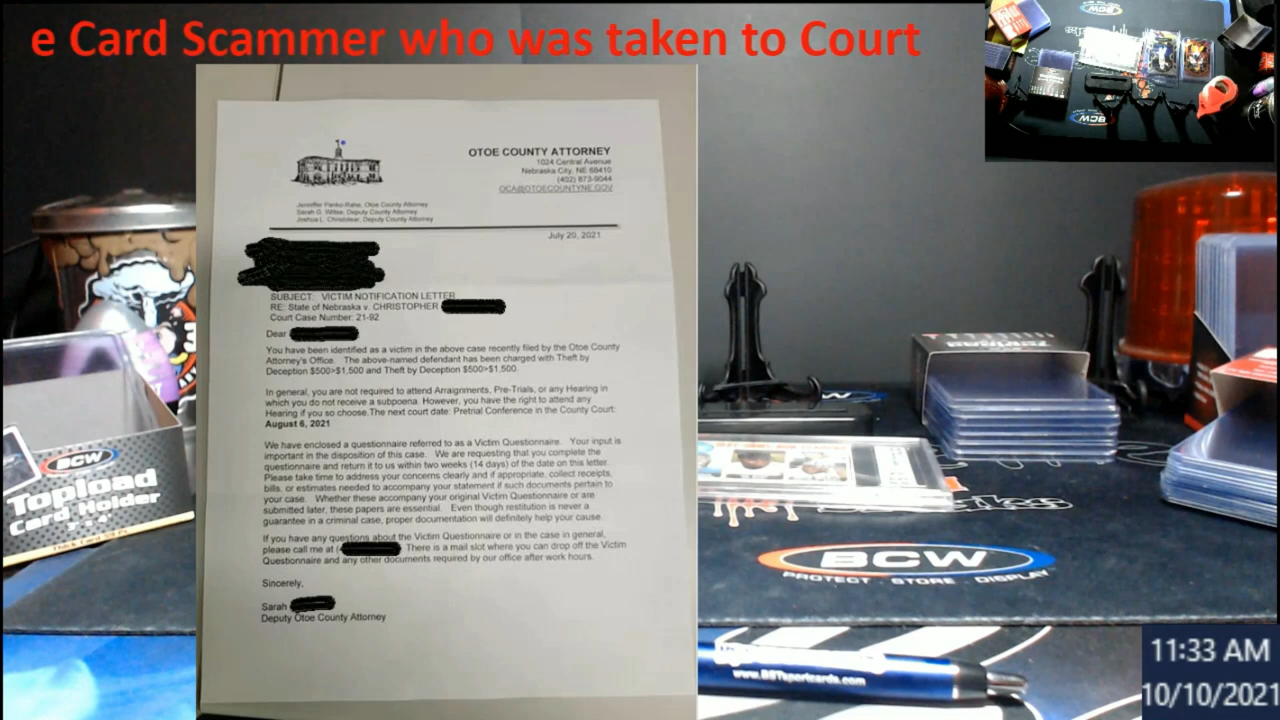 e Card Scammer who was taken to Court
OTOE COUNTY ATTORNEY
1024 Central Avenue
Nebraska City, NE 68410
(402) 873-9044
OCA@OTOECOUNTYNE.GOV
Jenniffer Panko-Rahe, Otoe County Attorney
Sarah G. Wiltse, Deputy County Attorney
Joshua L. Christolear, Deputy County Attorney
July 20, 2021
SUBJECT: VICTIM NOTIFICATION LETTER
RE: State of Nebraska v. CHRISTOPHER
Court Case Number: 21-92
Dear
You have been identified as a victim in the above case recently filed by the Otoe County
Attorney's Office. The above-named defendant has been charged with Theft by
Deception $500>$1,500 and Theft by Deception $500>$1,500.
In general, you are not required to attend Arraignments, Pre-Trials, or any Hearing in
which you do not receive a subpoena. However, you have the right to attend any
Hearing if you so choose.The next court date: Pretrial Conference in the County Court:
August 6, 2021
We have enclosed a questionnaire referred to as a Victim Questionnaire. Your input is
important in the disposition of this case. We are requesting that you complete the
questionnaire and return it to us within two weeks (14 days) of the date on this letter.
Please take time to address your concerns clearly and if appropriate, collect receipts,
bills, or estimates needed to accompany your statement if such documents pertain to
your case. Whether these accompany your original Victim Questionnaire or are
submitted later, these papers are essential. Even though restitution is never a
guarantee in a criminal case, proper documentation will definitely help your cause.
If you have any questions about the Victim Questionnaire or in the case in general,
please call me at ( There is a mail slot where you can drop off the Victim
Questionnaire and any other documents required by our office after work hours.
Sincerely,
Sarah
Deputy Otoe County Attorney
BCW
Topload
Card Holder
BCW
PROTECT · STORE · DISPLAY
www.BSTsportcards.com
BCW
BCW
11:33 AM
10/10/2021